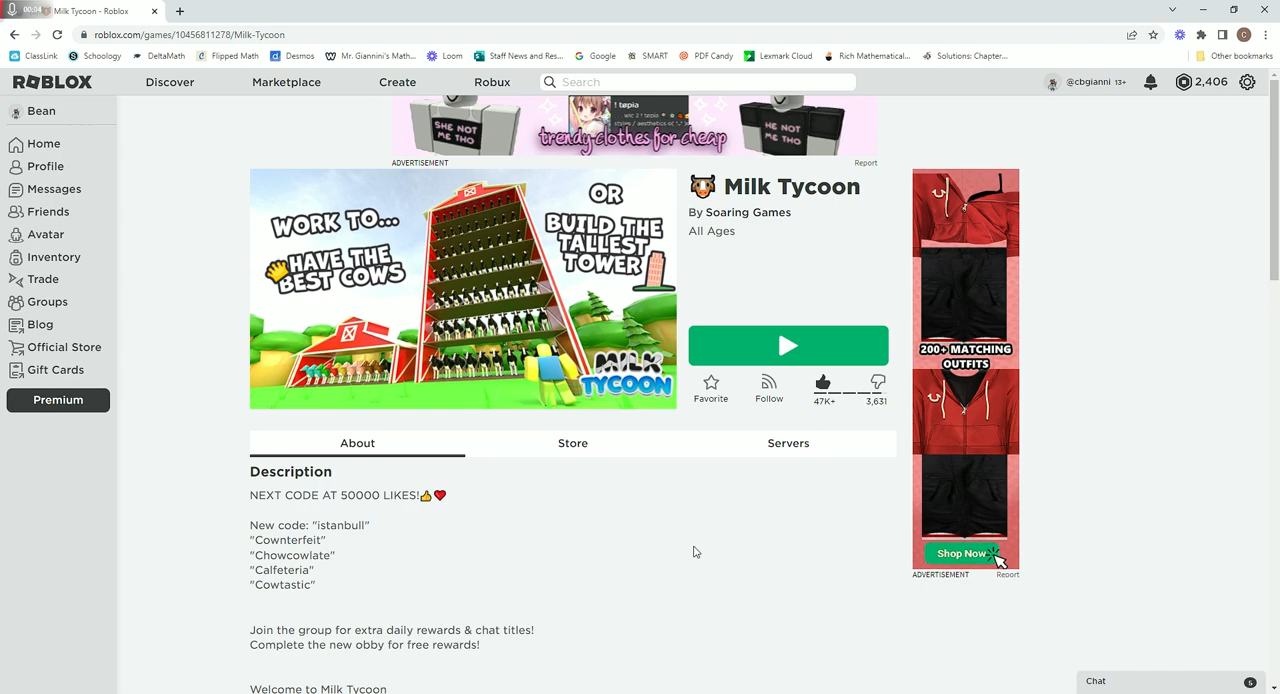 00:04
Milk Tycoon - Roblox
roblox.com/games/10456811278/Milk-Tycoon
C
ClassLink
Schoology
DeltaMath
Flipped Math
Desmos
Mr. Giannini's Math...
Loom
Staff News and Res...
Google
SMART
PDF Candy
Lexmark Cloud
Rich Mathematical...
Solutions: Chapter...
Other bookmarks
ROBLOX
Discover
Marketplace
Create
Robux
Search
@cbgianni 13+
2,406
Bean
Home
Profile
Messages
Friends
Avatar
Inventory
Trade
Groups
Blog
Official Store
Gift Cards
Premium
SHE NOT
ME THO
! tøpia
trendy clothes for cheap
HE NOT
ME THO
ADVERTISEMENT
Report
WORK TO...
HAVE THE
BEST COWS
OR
BUILD THE
TALLEST
TOWER
MILK
TYCOON
Milk Tycoon
By Soaring Games
All Ages
Favorite
Follow
47K+
3,631
200+ MATCHING
OUTFITS
Shop Now
ADVERTISEMENT
Report
About
Store
Servers
Description
NEXT CODE AT 50000 LIKES!👍❤️
New code: "istanbull"
"Cownterfeit"
"Chowcowlate"
"Calfeteria"
"Cowtastic"
Join the group for extra daily rewards & chat titles!
Complete the new obby for free rewards!
Welcome to Milk Tycoon
Chat
5